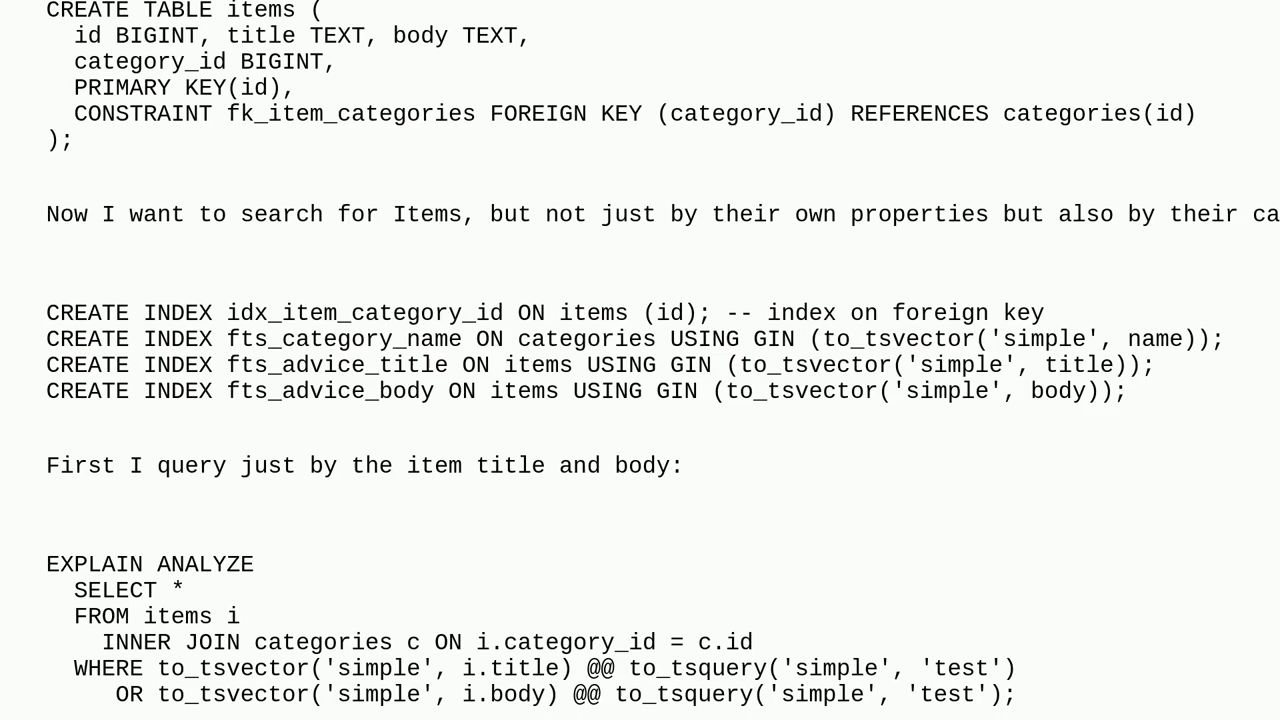 CREATE TABLE items (
id BIGINT, title TEXT, body TEXT,
category_id BIGINT,
PRIMARY KEY(id),
CONSTRAINT fk_item_categories FOREIGN KEY (category_id) REFERENCES categories(id)
);
Now I want to search for Items, but not just by their own properties but also by their ca
CREATE INDEX idx_item_category_id ON items (id); -- index on foreign key
CREATE INDEX fts_category_name ON categories USING GIN (to_tsvector('simple', name));
CREATE INDEX fts_advice_title ON items USING GIN (to_tsvector('simple', title));
CREATE INDEX fts_advice_body ON items USING GIN (to_tsvector('simple', body));
First I query just by the item title and body:
EXPLAIN ANALYZE
SELECT *
FROM items i
INNER JOIN categories c ON i.category_id = c.id
WHERE to_tsvector('simple', i.title) @@ to_tsquery('simple', 'test')
OR to_tsvector('simple', i.body) @@ to_tsquery('simple', 'test');